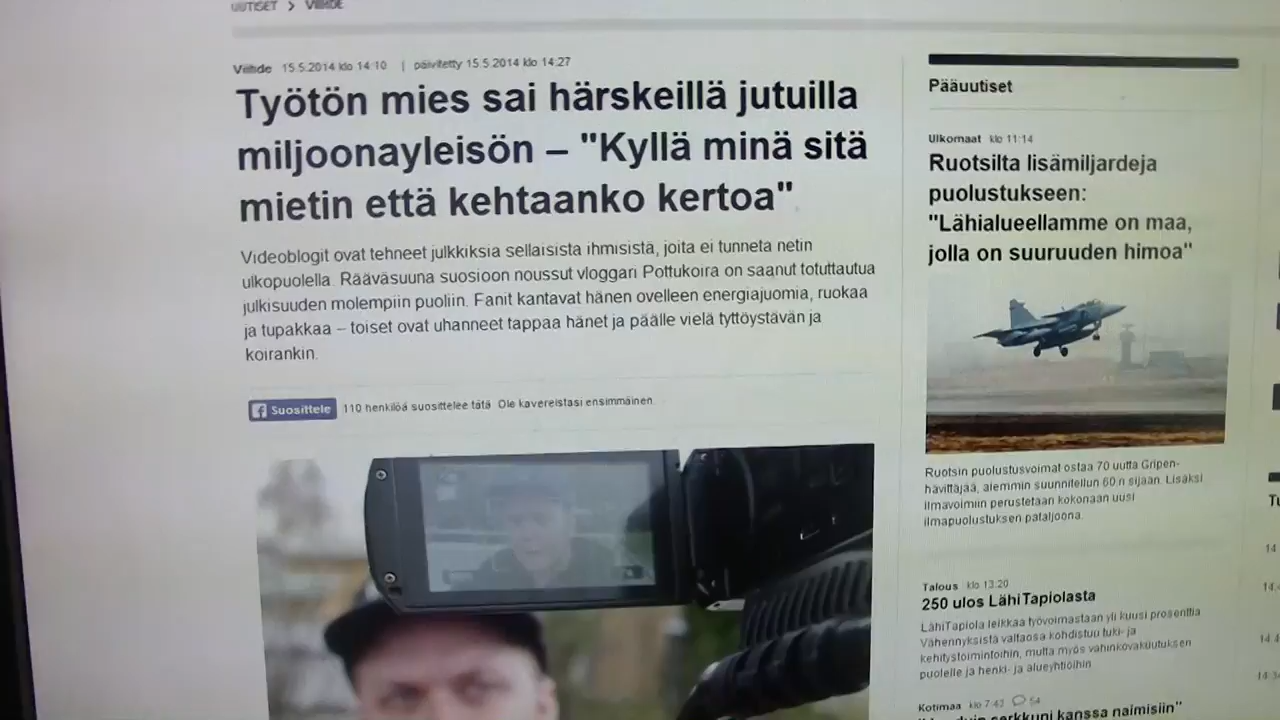 UUTISET > VIIHDE
Viihde 15.5.2014 klo 14:10 | päivitetty 15.5.2014 klo 14:27
Työtön mies sai härskeillä jutuilla
miljoonayleisön – "Kyllä minä sitä
mietin että kehtaanko kertoa"
Videoblogit ovat tehneet julkkiksia sellaisista ihmisistä, joita ei tunneta netin
ulkopuolella. Rääväsuuna suosioon noussut vloggari Pottukoira on saanut totuttautua
julkisuuden molempiin puoliin. Fanit kantavat hänen ovelleen energiajuomia, ruokaa
ja tupakkaa – toiset ovat uhanneet tappaa hänet ja päälle vielä tyttöystävän ja
koirankin.
Suosittele 110 henkilöä suosittelee tätä. Ole kavereistasi ensimmäinen.
Pääuutiset
Ulkomaat klo 11:14
Ruotsilta lisämiljardeja
puolustukseen:
"Lähialueellamme on maa,
jolla on suuruuden himoa"
Ruotsin puolustusvoimat ostaa 70 uutta Gripen-
hävittäjää, aiemmin suunnitellun 60:n sijaan. Lisäksi
ilmavoimiin perustetaan kokonaan uusi
ilmapuolustuksen pataljoona.
Talous klo 13:20
250 ulos LähiTapiolasta
LähiTapiola leikkaa työvoimastaan yli kuusi prosenttia.
Vähennyksistä valtaosa kohdistuu tuki- ja
kehitystoimintoihin, mutta myös vahinkovakuutuksen
puolelle ja henki- ja alueyhtiöihin.
Kotimaa klo 7:43 54
serkkuni kanssa naimisiin"
14
14